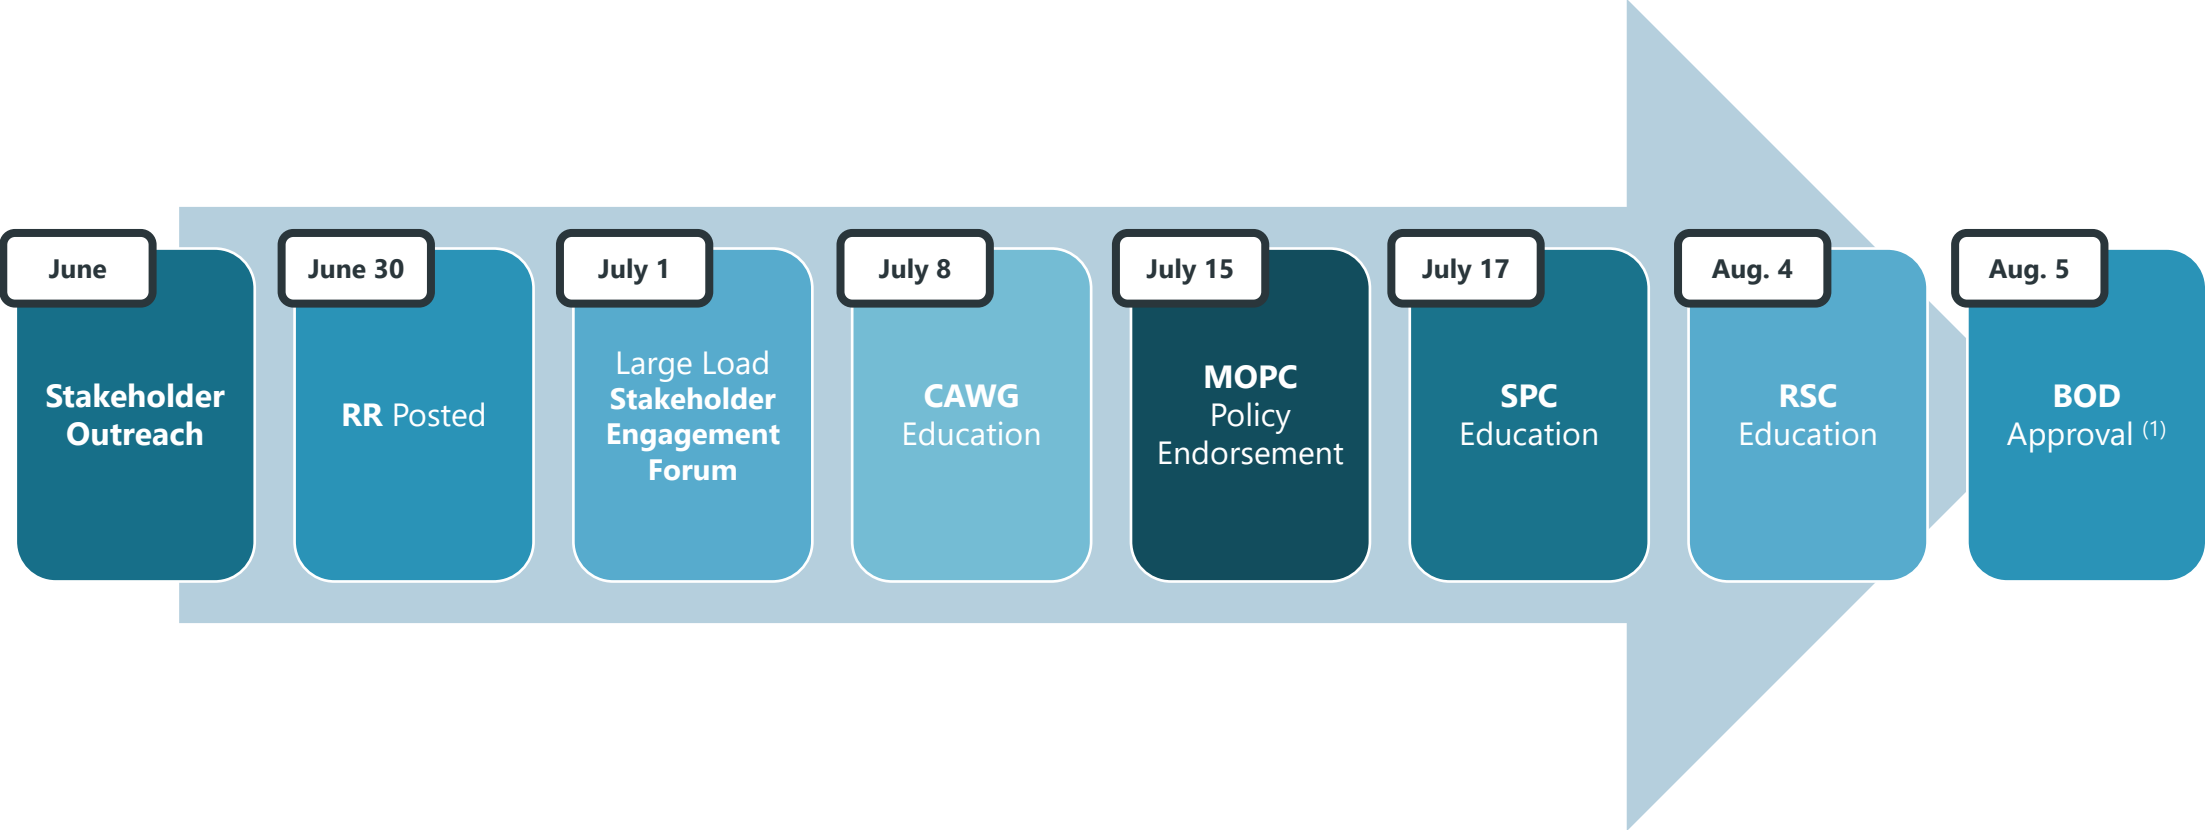 June
Stakeholder
Outreach
June 30
RR Posted
July 1
Large Load
Stakeholder
Engagement
Forum
July 8
CAWG
Education
July 15
MOPC
Policy
Endorsement
July 17
SPC
Education
Aug. 4
RSC
Education
Aug. 5
BOD
Approval (1)